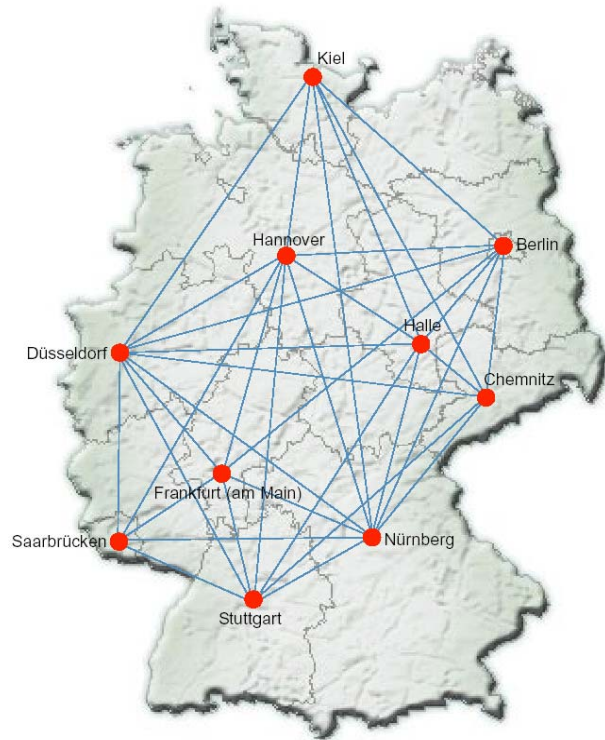 Kiel
Hannover
Berlin
Halle
Düsseldorf
Chemnitz
Frankfurt (am Main)
Saarbrücken
Nürnberg
Stuttgart